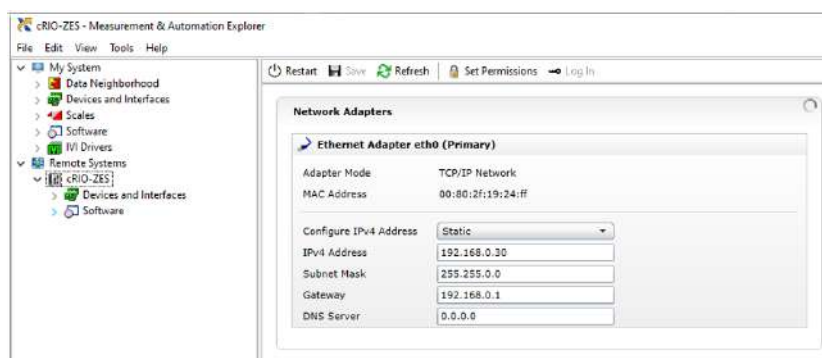 cRIO-ZES - Measurement & Automation Explorer
File Edit View Tools Help
My System
Data Neighborhood
Devices and Interfaces
Scales
Software
IVI Drivers
Remote Systems
cRIO-ZES
Devices and Interfaces
Software
Restart Save Refresh Set Permissions Log In
Network Adapters
Ethernet Adapter eth0 (Primary)
Adapter Mode TCP/IP Network
MAC Address 00:80:2f:19:24:ff
Configure IPv4 Address Static
IPv4 Address 192.168.0.30
Subnet Mask 255.255.0.0
Gateway 192.168.0.1
DNS Server 0.0.0.0